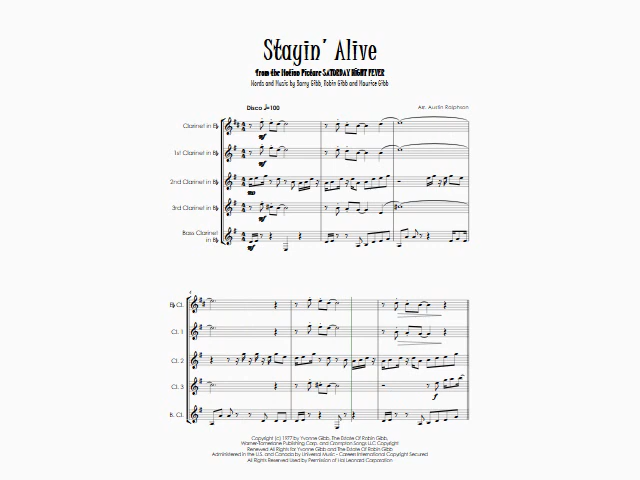 Stayin' Alive
from the Motion Picture SATURDAY NIGHT FEVER
Words and Music by Barry Gibb, Robin Gibb and Maurice Gibb
Disco ♩=100
Arr. Austin Ralphson
Clarinet in E♭
1st Clarinet in B♭
2nd Clarinet in B♭
3rd Clarinet in B♭
Bass Clarinet
in B♭
4
E♭ Cl.
Cl. 1
Cl. 2
Cl. 3
B. Cl.
Copyright (c) 1977 by Yvonne Gibb, The Estate Of Robin Gibb,
Warner-Tamerlane Publishing Corp. and Crompton Songs LLC Copyright
Renewed All Rights for Yvonne Gibb and The Estate Of Robin Gibb
Administered in the U.S. and Canada by Universal Music - Careers International Copyright Secured
All Rights Reserved Used by Permission of Hal Leonard Corporation